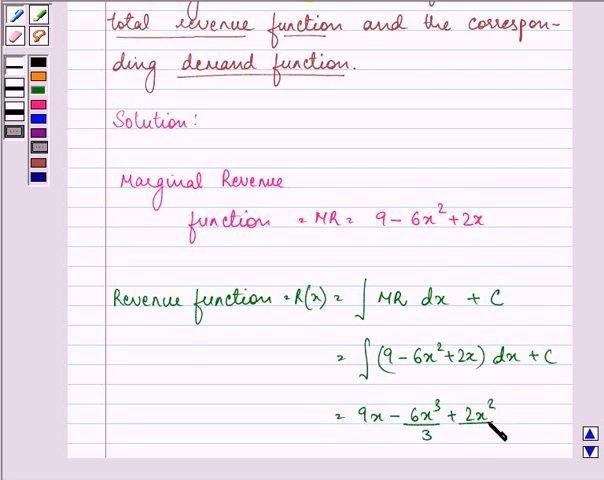 total revenue function and the correspon-
ding demand function.
Solution:
Marginal Revenue
function = MR = 9 - 6x² + 2x
Revenue function = R(x) = ∫ MR dx + C
= ∫ (9 - 6x² + 2x) dx + C
= 9x - 6x³/3 + 2x²